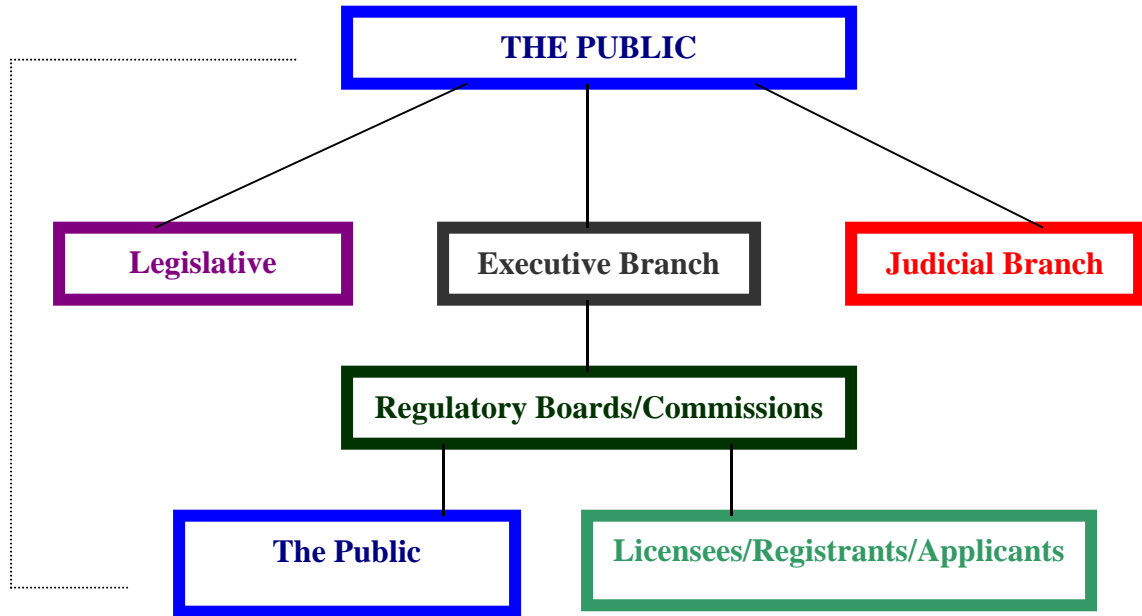 THE PUBLIC
Legislative
Executive Branch
Judicial Branch
Regulatory Boards/Commissions
The Public
Licensees/Registrants/Applicants